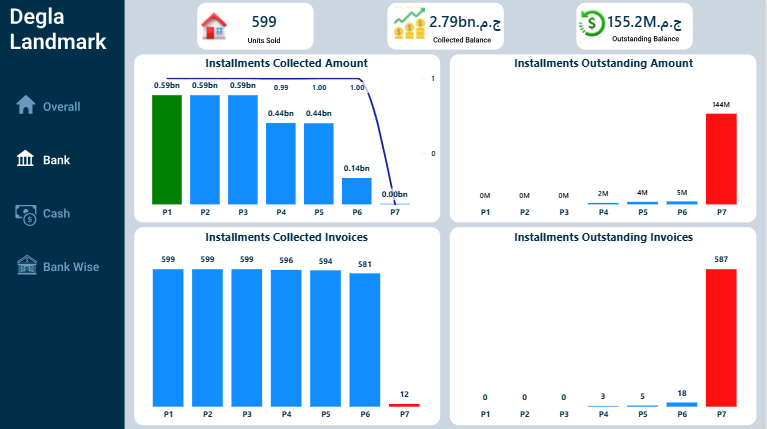 Degla
Landmark
Overall
Bank
Cash
Bank Wise
599
Units Sold
ج.م.2.79bn
Collected Balance
ج.م.155.2M
Outstanding Balance
Installments Collected Amount
0.59bn 0.59bn 0.59bn 0.99 1.00 1.00 1
0.44bn 0.44bn
0.14bn 0
0.00bn
P1 P2 P3 P4 P5 P6 P7
Installments Outstanding Amount
144M
0M 0M 0M 2M 4M 5M
P1 P2 P3 P4 P5 P6 P7
Installments Collected Invoices
599 599 599 596 594 581
12
P1 P2 P3 P4 P5 P6 P7
Installments Outstanding Invoices
587
0 0 0 3 5 18
P1 P2 P3 P4 P5 P6 P7